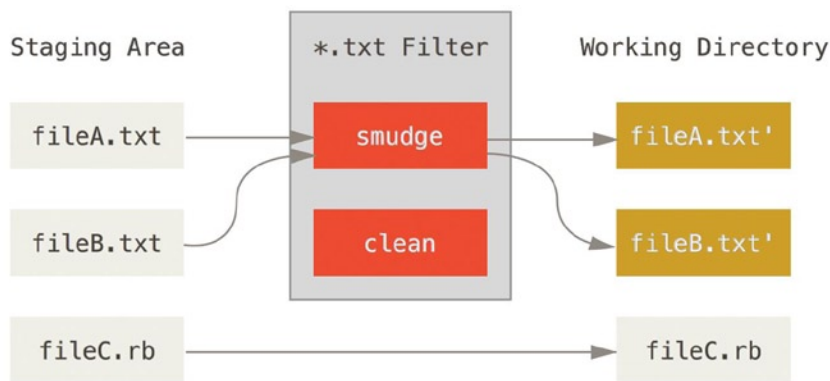 Staging Area
*.txt Filter
Working Directory
fileA.txt
smudge
fileA.txt'
fileB.txt
clean
fileB.txt'
fileC.rb
fileC.rb